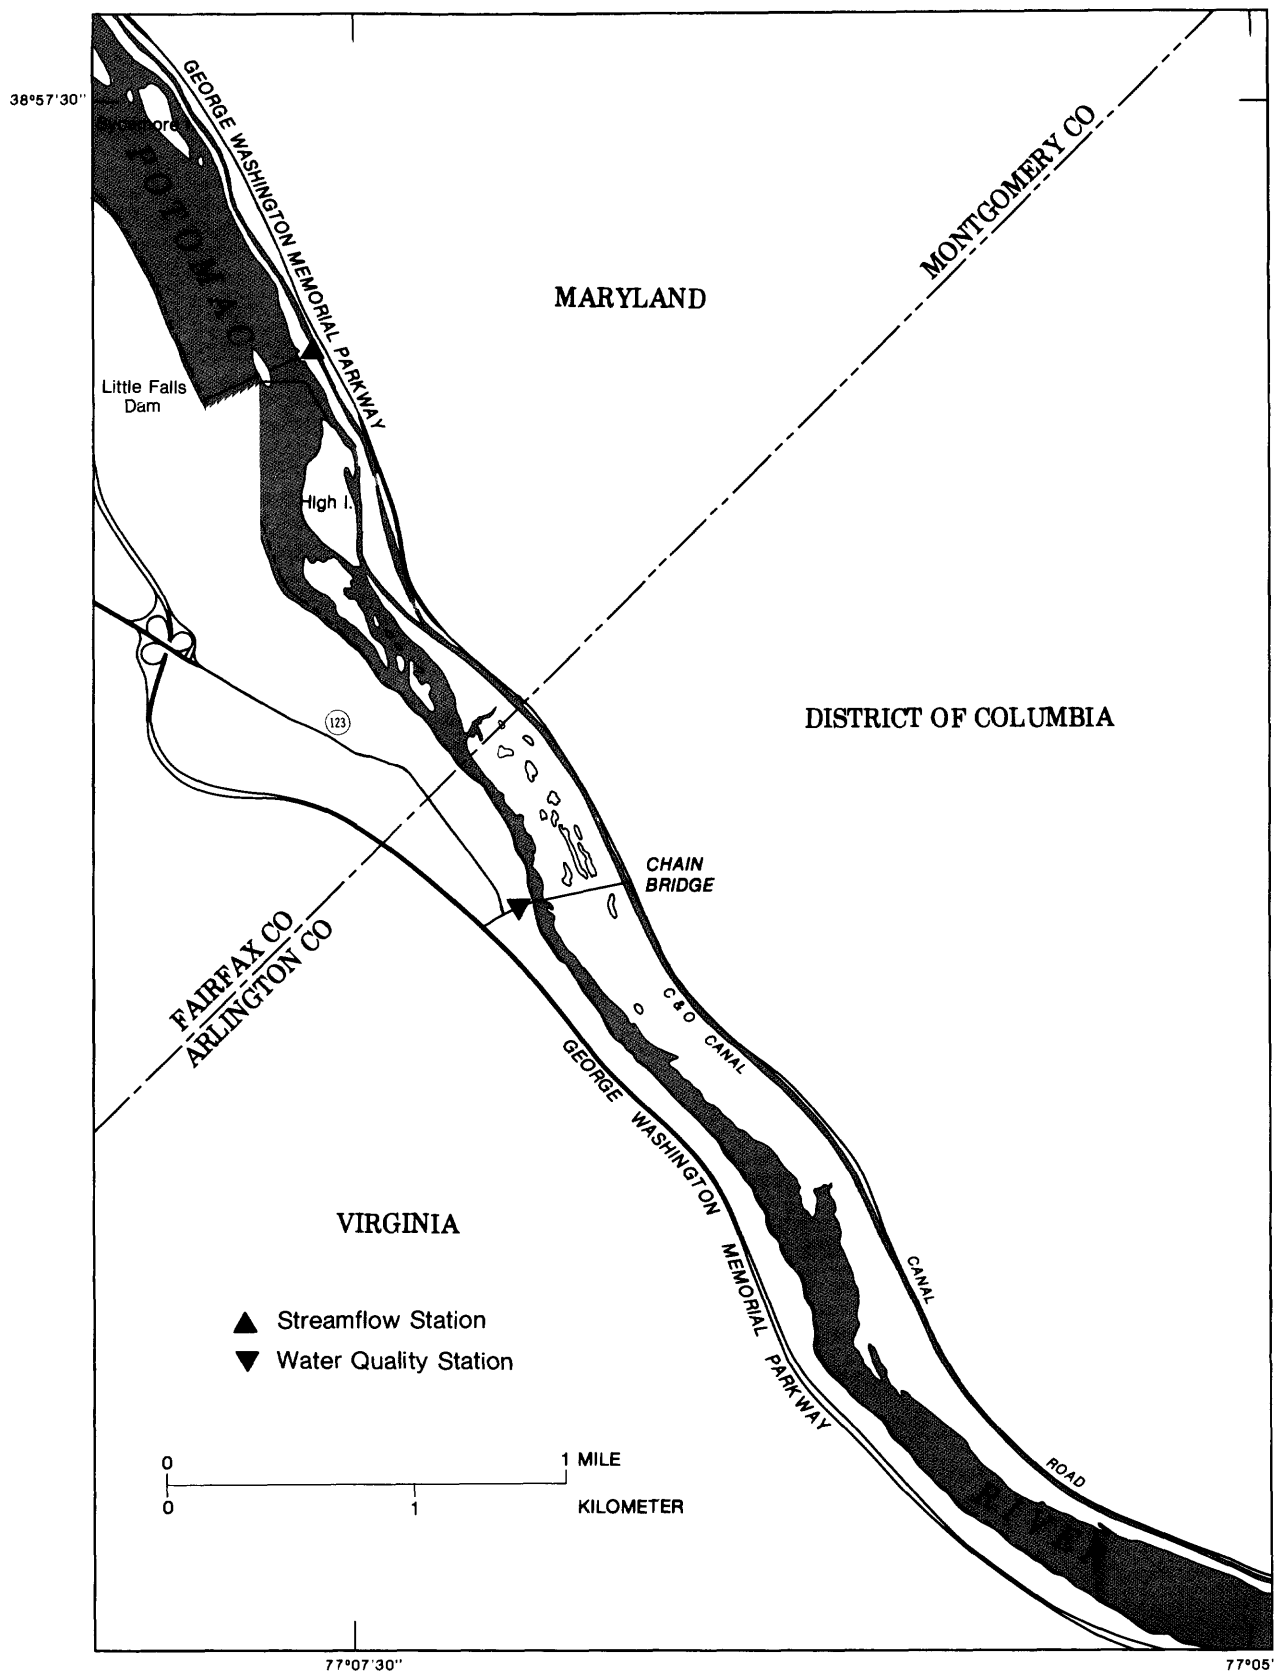 38°57'30"
Sycamore I.
GEORGE WASHINGTON MEMORIAL PARKWAY
POTOMAC
MONTGOMERY CO
MARYLAND
Little Falls
Dam
High I.
123
DISTRICT OF COLUMBIA
CHAIN
BRIDGE
FAIRFAX CO
ARLINGTON CO
C & O CANAL
GEORGE WASHINGTON MEMORIAL PARKWAY
VIRGINIA
CANAL ROAD
▲ Streamflow Station
▼ Water Quality Station
0 1 MILE
0 1 KILOMETER
RIVER
77°07'30" 77°05'